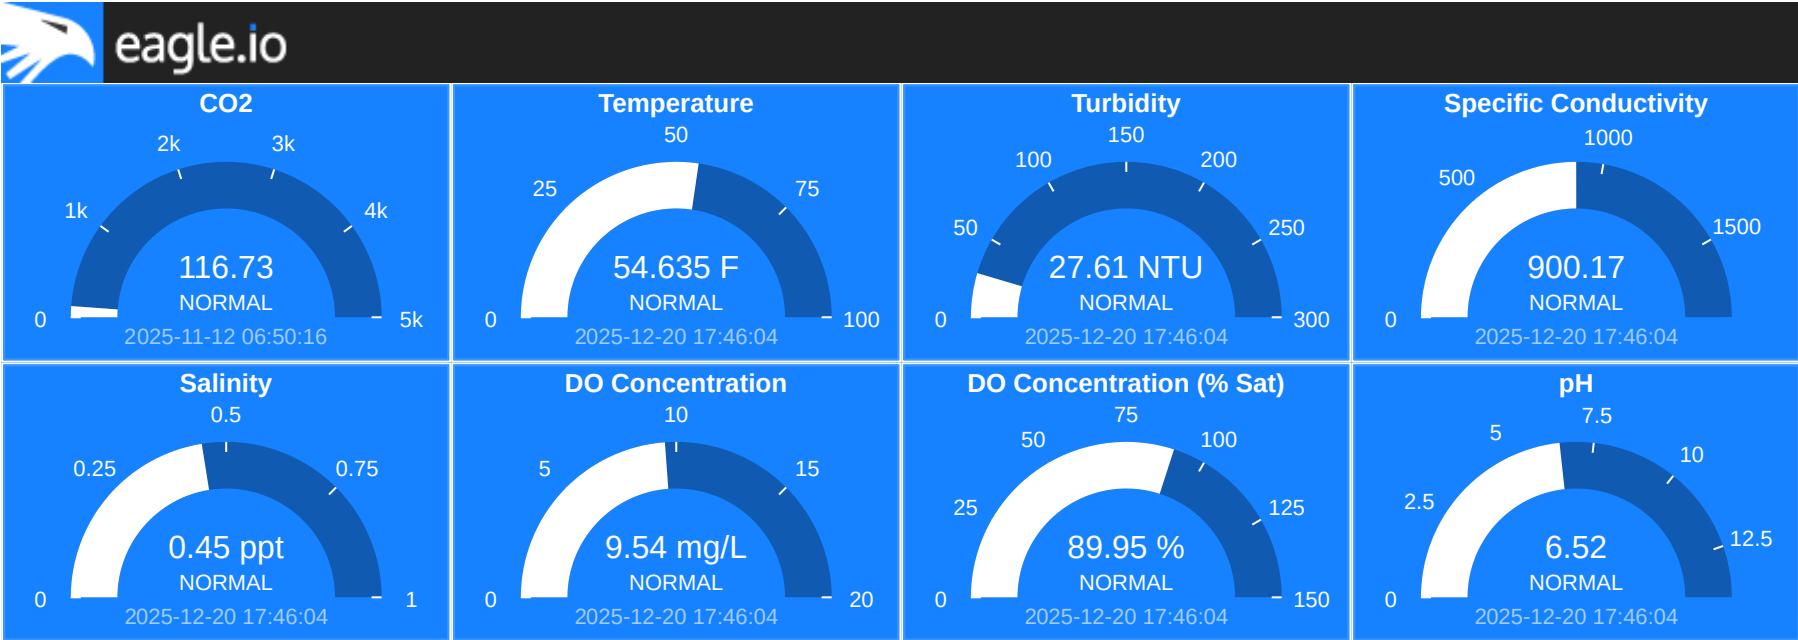 eagle.io
CO2
2k
3k
1k
4k
116.73
NORMAL
0
5k
2025-11-12 06:50:16
Temperature
50
25
75
54.635 F
NORMAL
0
100
2025-12-20 17:46:04
Turbidity
150
100
200
50
250
27.61 NTU
NORMAL
0
300
2025-12-20 17:46:04
Specific Conductivity
1000
500
1500
900.17
NORMAL
0
2025-12-20 17:46:04
Salinity
0.5
0.25
0.75
0.45 ppt
NORMAL
0
1
2025-12-20 17:46:04
DO Concentration
10
5
15
9.54 mg/L
NORMAL
0
20
2025-12-20 17:46:04
DO Concentration (% Sat)
75
50
100
25
125
89.95 %
NORMAL
0
150
2025-12-20 17:46:04
pH
7.5
5
10
2.5
12.5
6.52
NORMAL
0
2025-12-20 17:46:04